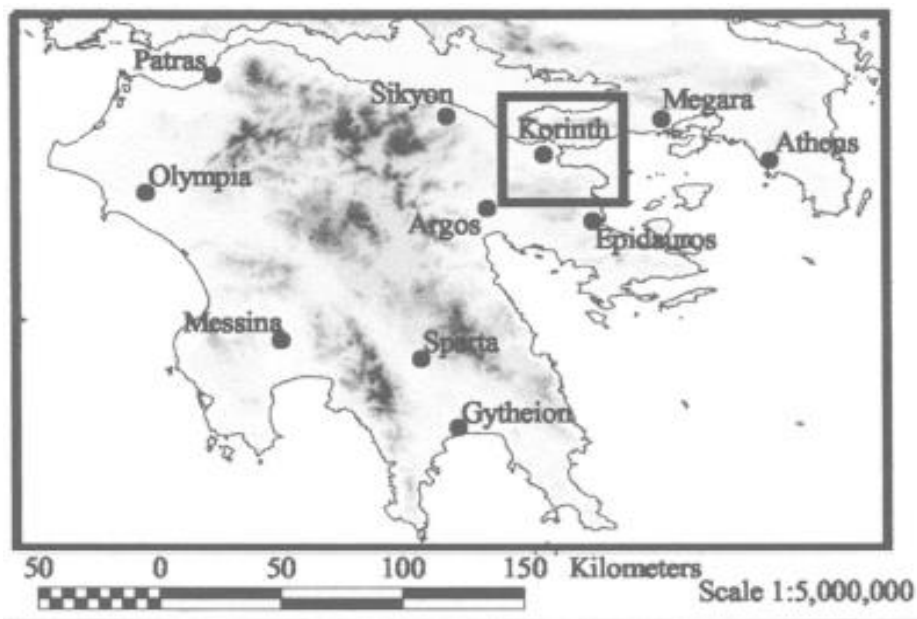 Patras
Sikyon
Megara
Korinth
Athens
Olympia
Argos
Epidauros
Messina
Sparta
Gytheion
50 0 50 100 150 Kilometers
Scale 1:5,000,000